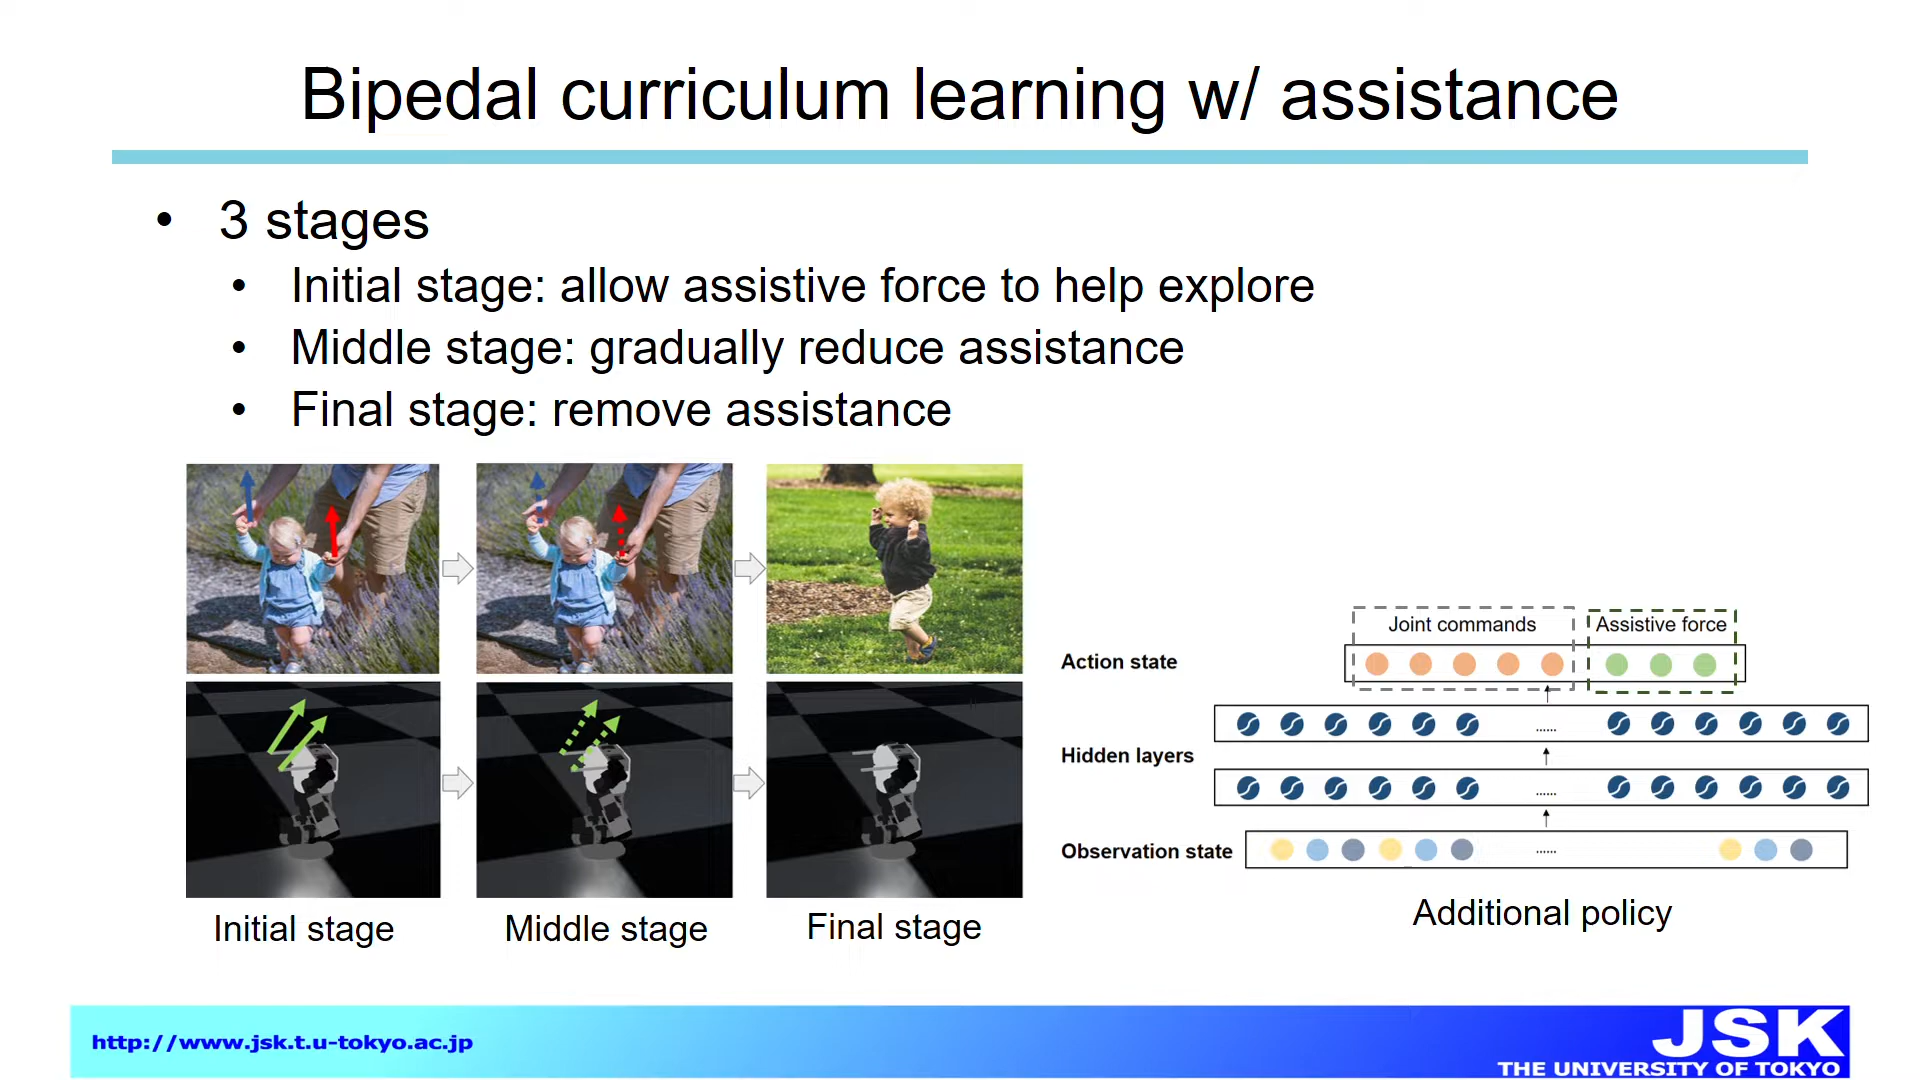 Bipedal curriculum learning w/ assistance
• 3 stages
• Initial stage: allow assistive force to help explore
• Middle stage: gradually reduce assistance
• Final stage: remove assistance
Initial stage
Middle stage
Final stage
Joint commands
Assistive force
Action state
......
Hidden layers
......
Observation state
......
Additional policy
http://www.jsk.t.u-tokyo.ac.jp
JSK
THE UNIVERSITY OF TOKYO